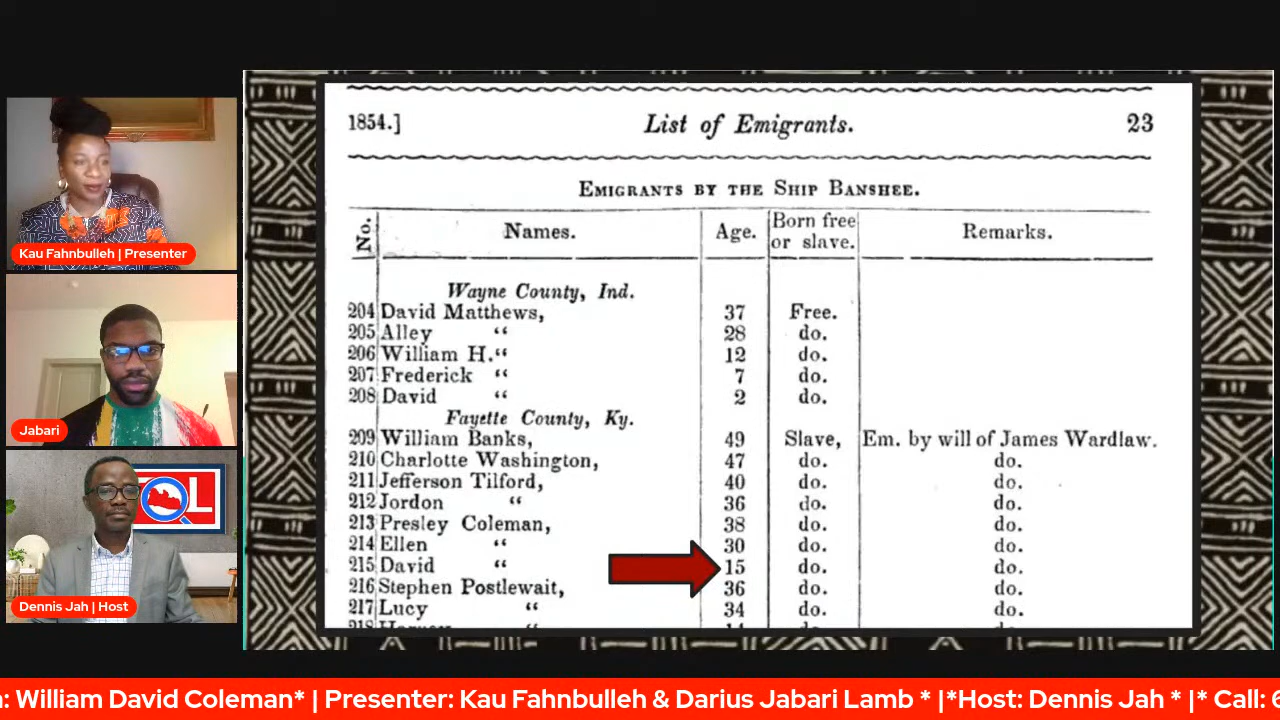 1854.] List of Emigrants. 23
EMIGRANTS BY THE SHIP BANSHEE.
No. Names. Age. Born free or slave. Remarks.
Wayne County, Ind.
204 David Matthews, 37 Free.
205 Alley “ 28 do.
206 William H. “ 12 do.
207 Frederick “ 7 do.
208 David “ 2 do.
Fayette County, Ky.
209 William Banks, 49 Slave, Em. by will of James Wardlaw.
210 Charlotte Washington, 47 do. do.
211 Jefferson Tilford, 40 do. do.
212 Jordon “ 36 do. do.
213 Presley Coleman, 38 do. do.
214 Ellen “ 30 do. do.
215 David “ 15 do. do.
216 Stephen Postlewait, 36 do. do.
217 Lucy “ 34 do. do.
Kau Fahnbulleh | Presenter
Jabari
OL
Dennis Jah | Host
: William David Coleman* | Presenter: Kau Fahnbulleh & Darius Jabari Lamb * |*Host: Dennis Jah * |* Call: